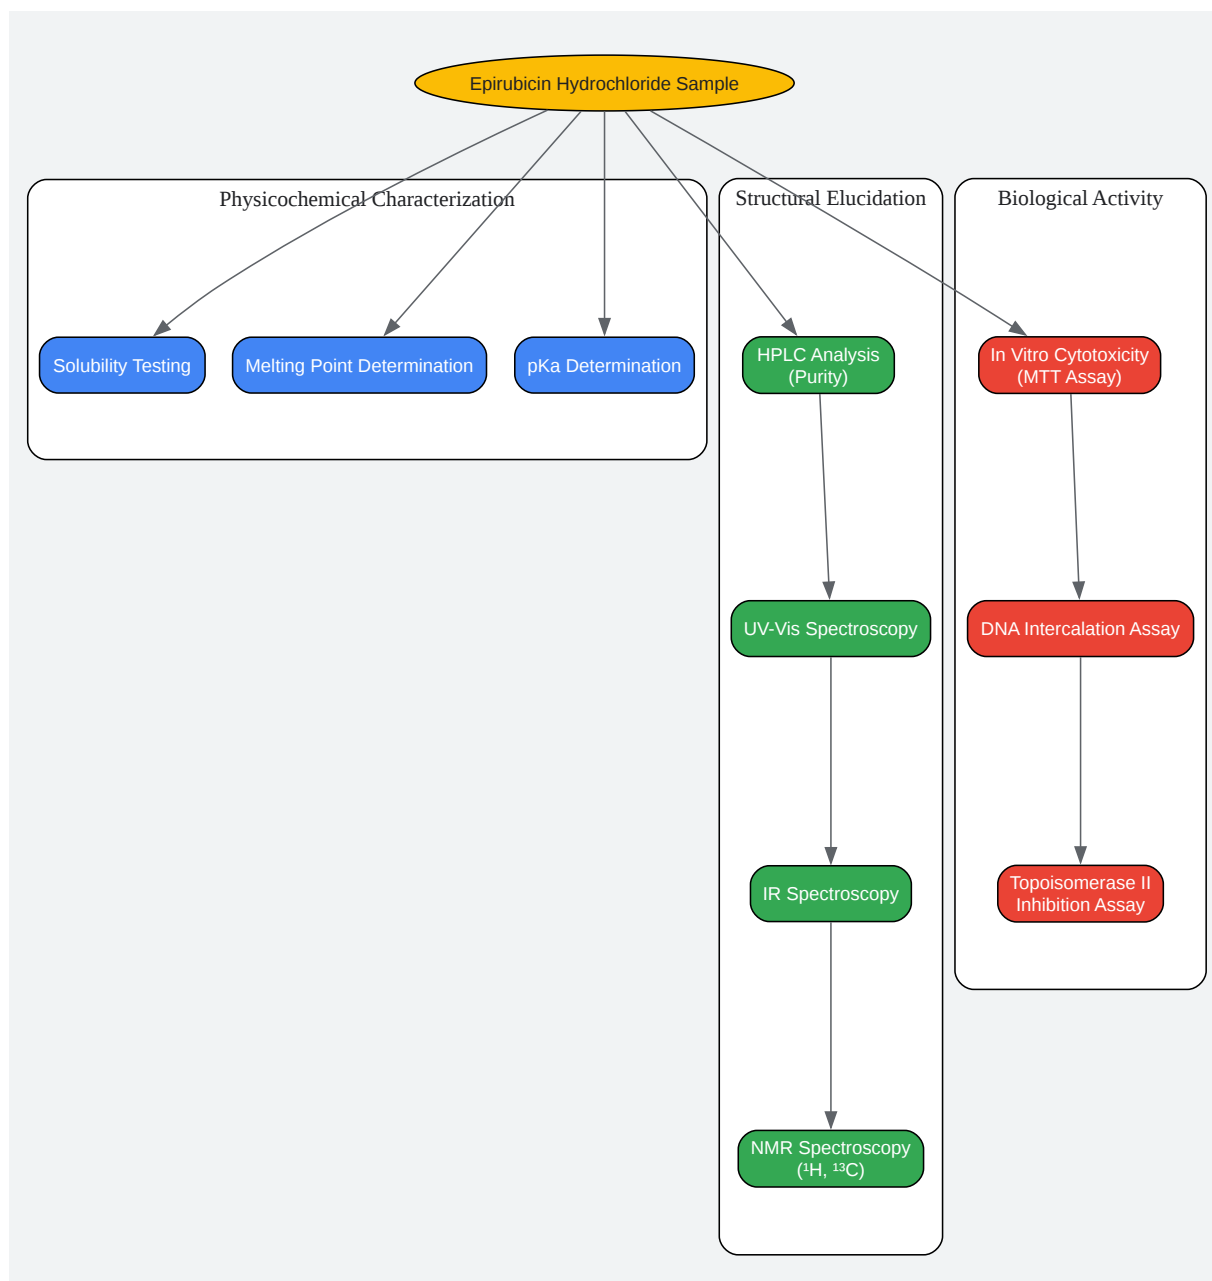 Epirubicin Hydrochloride Sample
Physicochemical Characterization
Structural Elucidation
Biological Activity
Solubility Testing
Melting Point Determination
pKa Determination
HPLC Analysis
(Purity)
In Vitro Cytotoxicity
(MTT Assay)
UV-Vis Spectroscopy
DNA Intercalation Assay
IR Spectroscopy
Topoisomerase II
Inhibition Assay
NMR Spectroscopy
(¹H, ¹³C)